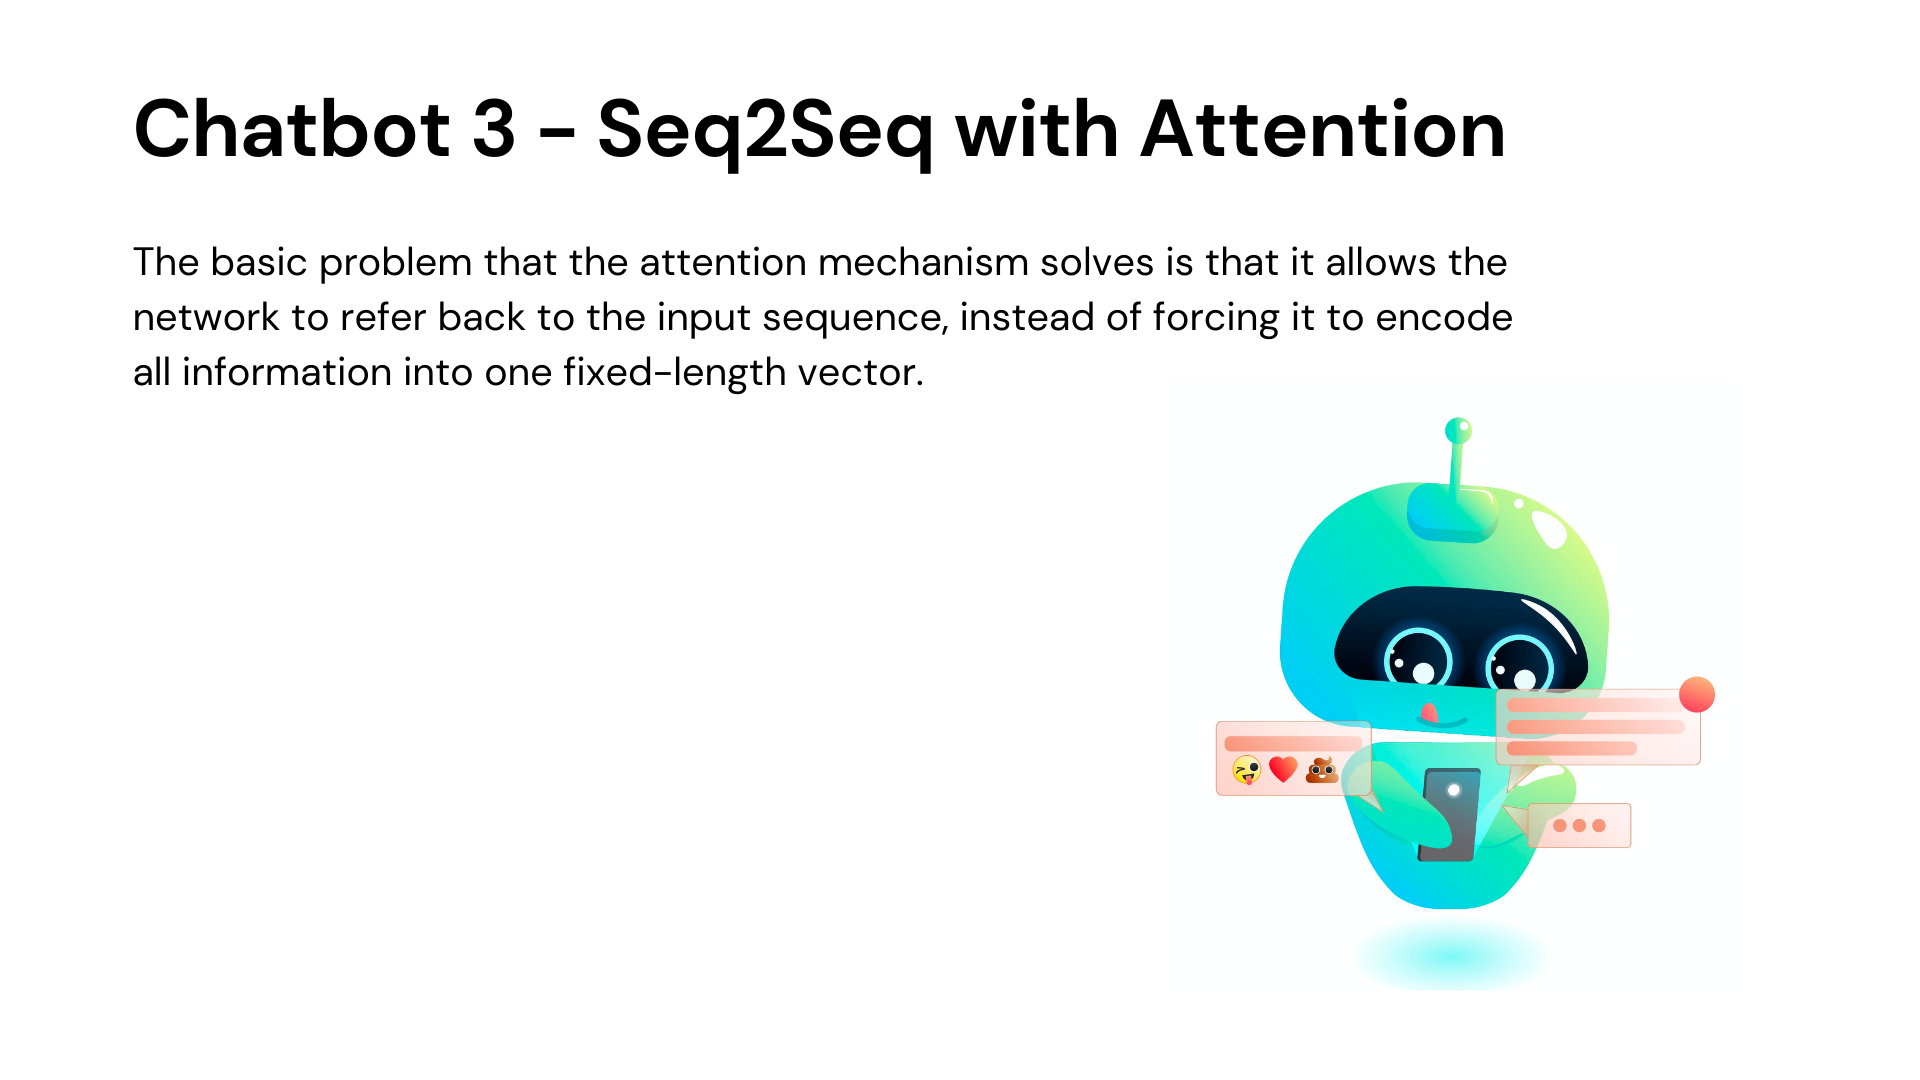 Chatbot 3 - Seq2Seq with Attention
The basic problem that the attention mechanism solves is that it allows the
network to refer back to the input sequence, instead of forcing it to encode
all information into one fixed-length vector.